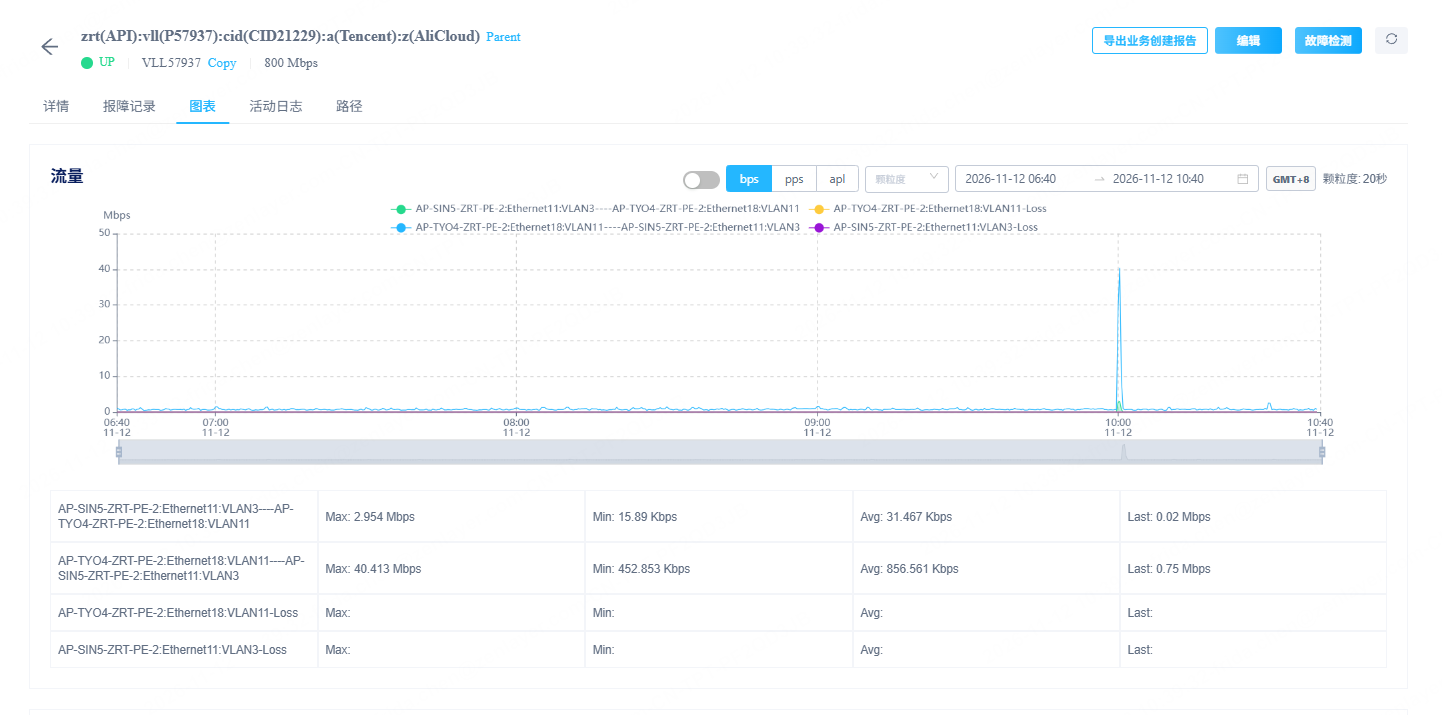 zrt(API):vll(P57937):cid(CID21229):a(Tencent):z(AliCloud) Parent
UP VLL57937 Copy 800 Mbps
导出业务创建报告 编辑 故障检测
详情 报障记录 图表 活动日志 路径
流量
bps pps apl 颗粒度 2026-11-12 06:40 2026-11-12 10:40 GMT+8 颗粒度: 20秒
AP-SIN5-ZRT-PE-2:Ethernet11:VLAN3----AP-TYO4-ZRT-PE-2:Ethernet18:VLAN11 AP-TYO4-ZRT-PE-2:Ethernet18:VLAN11-Loss
AP-TYO4-ZRT-PE-2:Ethernet18:VLAN11----AP-SIN5-ZRT-PE-2:Ethernet11:VLAN3 AP-SIN5-ZRT-PE-2:Ethernet11:VLAN3-Loss
Mbps
50
40
30
20
10
0
06:40 07:00 08:00 09:00 10:00 10:40
11-12 11-12 11-12 11-12 11-12 11-12
AP-SIN5-ZRT-PE-2:Ethernet11:VLAN3----AP-
TYO4-ZRT-PE-2:Ethernet18:VLAN11
Max: 2.954 Mbps Min: 15.89 Kbps Avg: 31.467 Kbps Last: 0.02 Mbps
AP-TYO4-ZRT-PE-2:Ethernet18:VLAN11----AP-
SIN5-ZRT-PE-2:Ethernet11:VLAN3
Max: 40.413 Mbps Min: 452.853 Kbps Avg: 856.561 Kbps Last: 0.75 Mbps
AP-TYO4-ZRT-PE-2:Ethernet18:VLAN11-Loss Max: Min: Avg: Last:
AP-SIN5-ZRT-PE-2:Ethernet11:VLAN3-Loss Max: Min: Avg: Last: